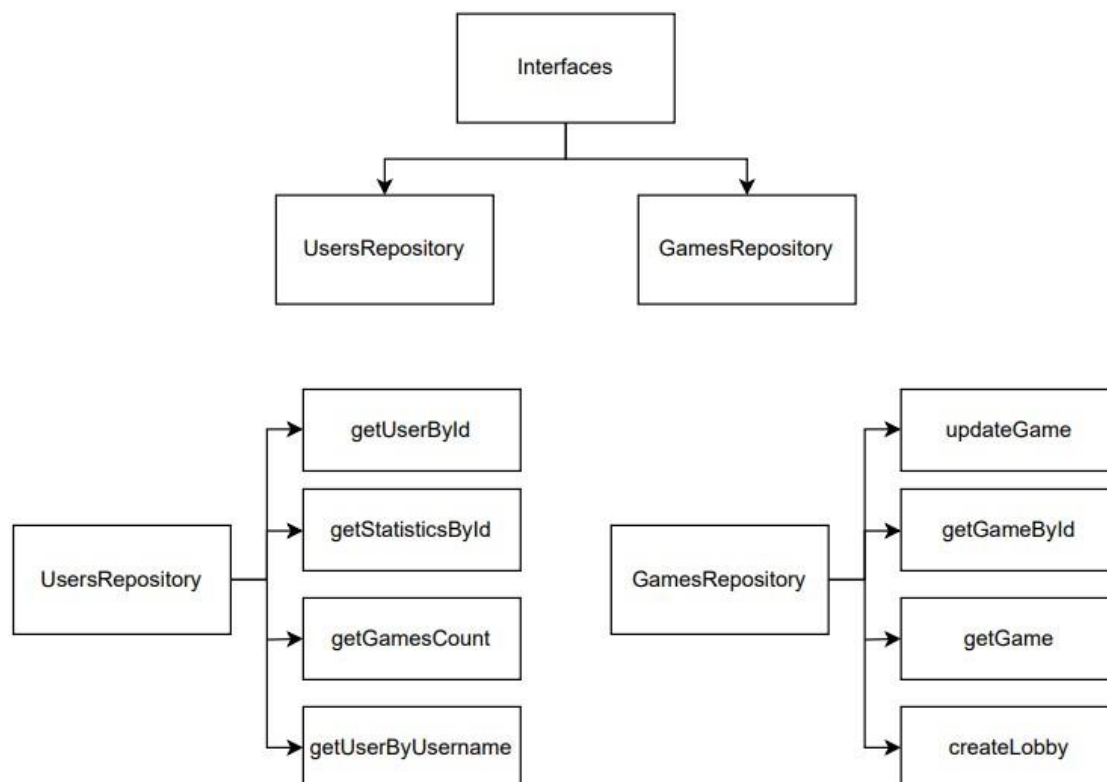 Interfaces
UsersRepository
GamesRepository
getUserById
updateGame
getStatisticsById
getGameById
UsersRepository
GamesRepository
getGamesCount
getGame
getUserByUsername
createLobby